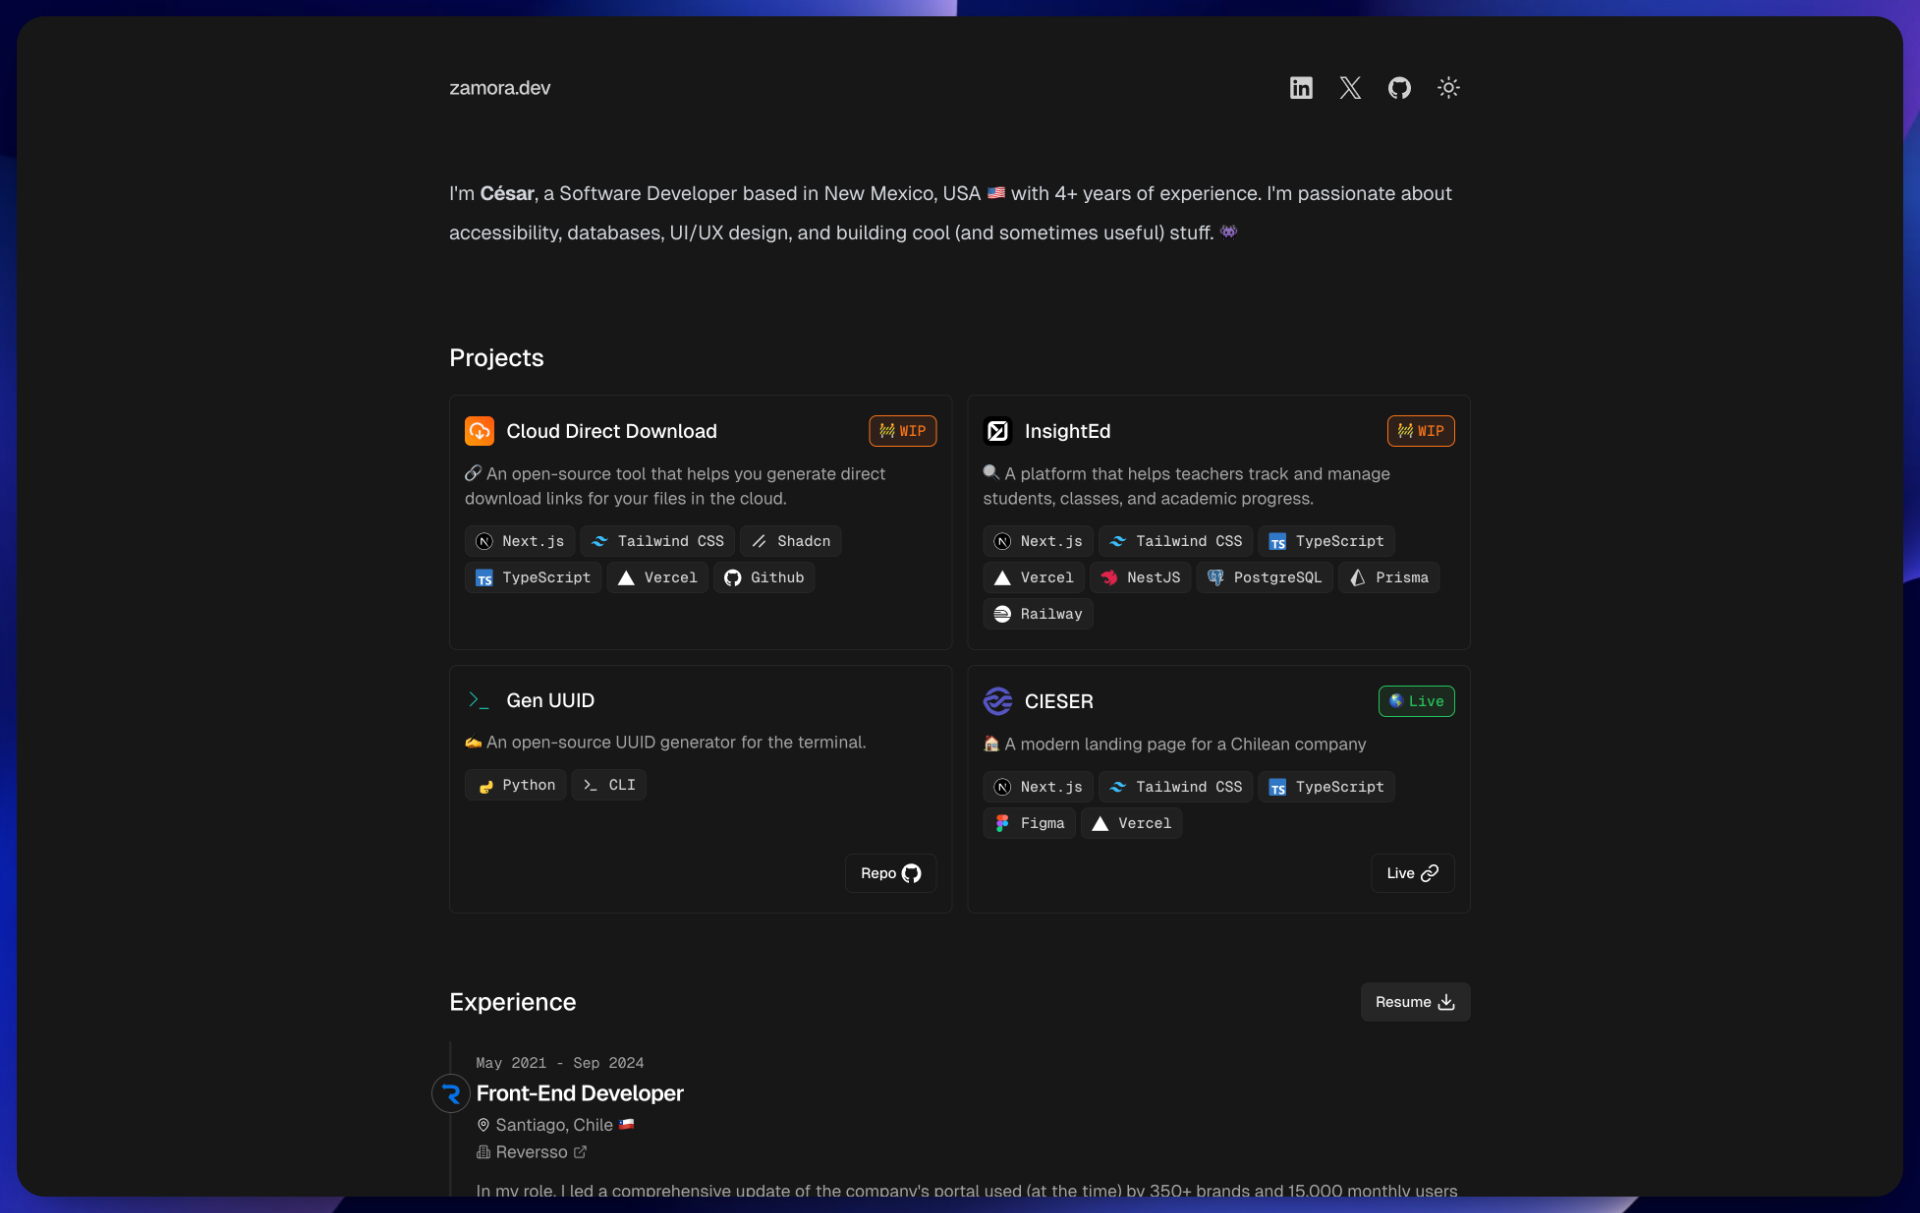 zamora.dev
I'm César, a Software Developer based in New Mexico, USA 🇺🇸 with 4+ years of experience. I'm passionate about
accessibility, databases, UI/UX design, and building cool (and sometimes useful) stuff. 👾
Projects
Cloud Direct Download
🚧 WIP
🔗 An open-source tool that helps you generate direct
download links for your files in the cloud.
Next.js Tailwind CSS Shadcn
TypeScript Vercel Github
InsightEd
🚧 WIP
🔍 A platform that helps teachers track and manage
students, classes, and academic progress.
Next.js Tailwind CSS TypeScript
Vercel NestJS PostgreSQL Prisma
Railway
Gen UUID
✍️ An open-source UUID generator for the terminal.
Python CLI
Repo
CIESER
🌎 Live
🏠 A modern landing page for a Chilean company
Next.js Tailwind CSS TypeScript
Figma Vercel
Live
Experience
Resume
May 2021 - Sep 2024
Front-End Developer
Santiago, Chile 🇨🇱
Reversso
In my role, I led a comprehensive update of the company's portal used (at the time) by 350+ brands and 15,000 monthly users